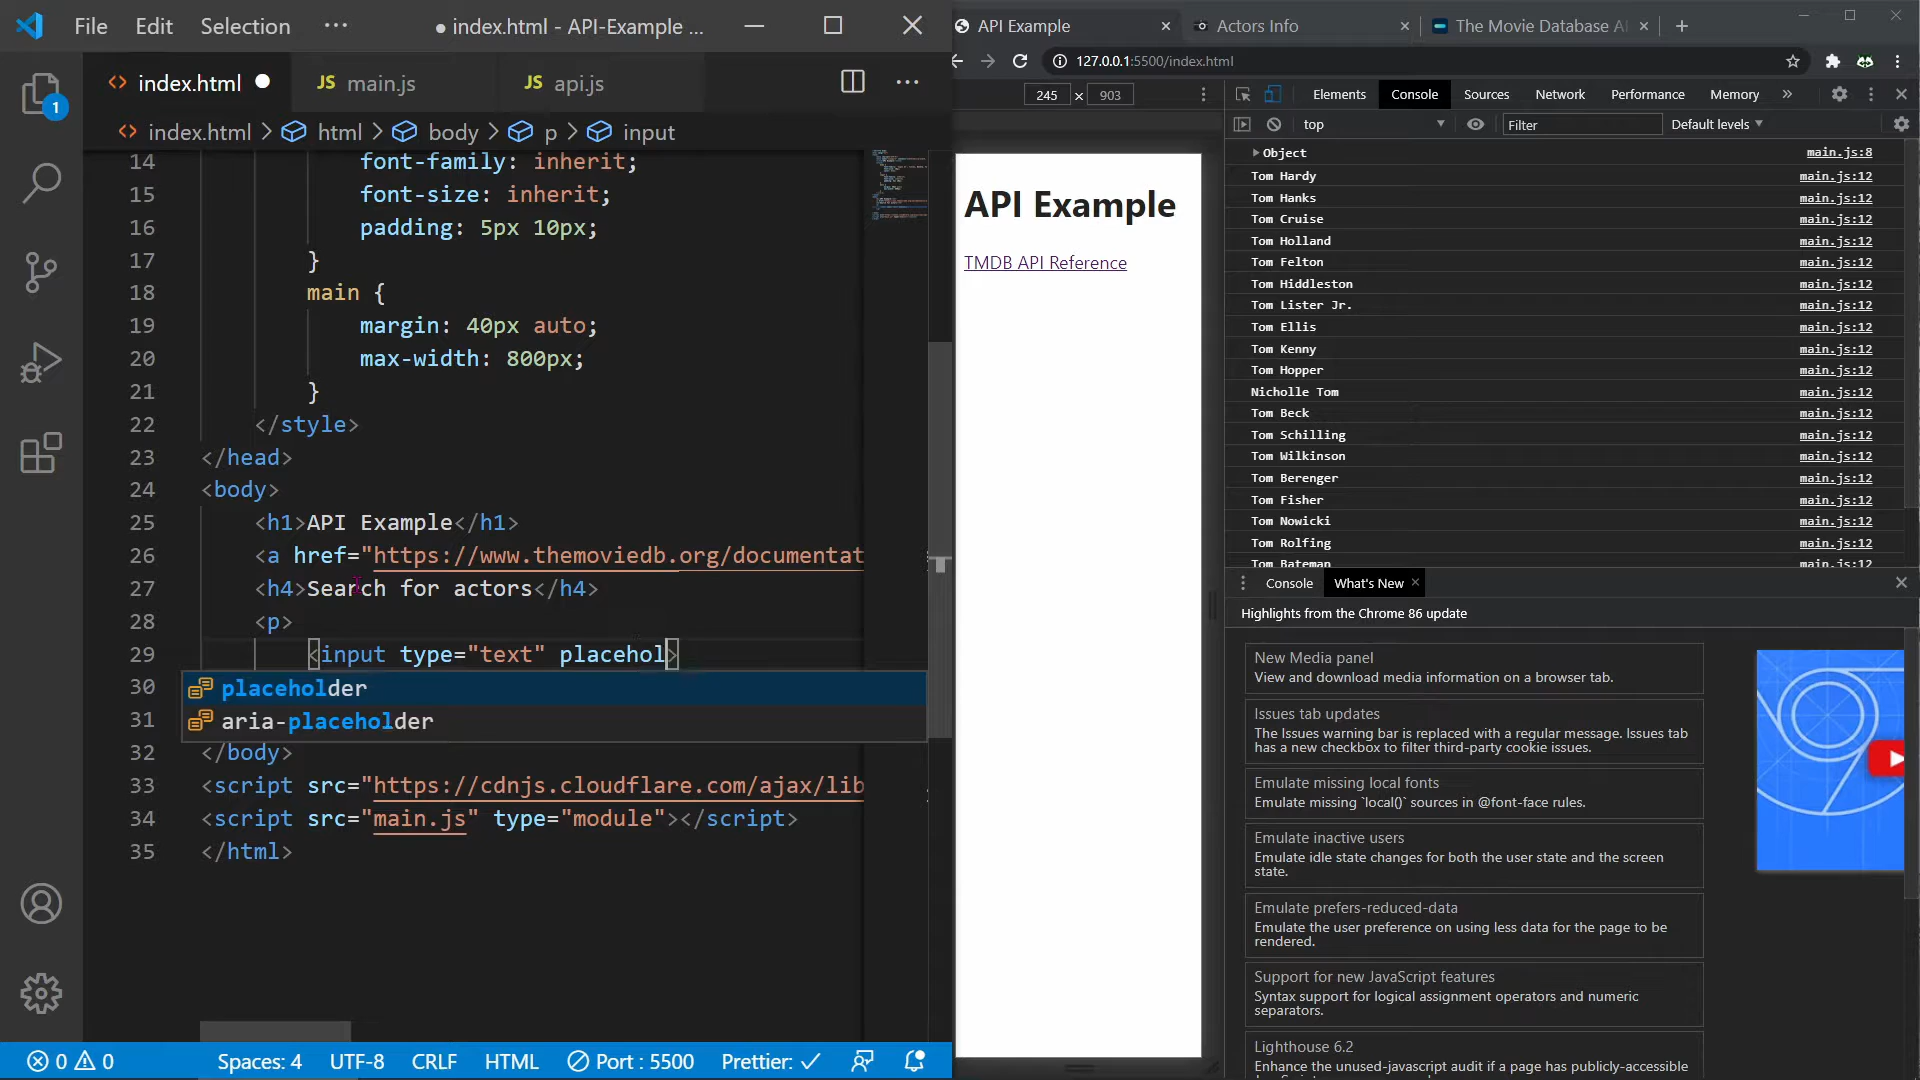 File Edit Selection ··· ● index.html - API-Example ...
index.html JS main.js JS api.js ···
index.html > html > body > p > input
14 font-family: inherit;
15 font-size: inherit;
16 padding: 5px 10px;
17 }
18 main {
19 margin: 40px auto;
20 max-width: 800px;
21 }
22 </style>
23 </head>
24 <body>
25 <h1>API Example</h1>
26 <a href="https://www.themoviedb.org/documentat
27 <h4>Search for actors</h4>
28 <p>
29 <input type="text" placehol>
30 placeholder
31 aria-placeholder
32 </body>
33 <script src="https://cdnjs.cloudflare.com/ajax/lib
34 <script src="main.js" type="module"></script>
35 </html>
1
0 0 Spaces: 4 UTF-8 CRLF HTML Port : 5500 Prettier: ✓
API Example × Actors Info × The Movie Database AI × +
127.0.0.1:5500/index.html
245 × 903
API Example
TMDB API Reference
Elements Console Sources Network Performance Memory »
top Filter Default levels
Object main.js:8
Tom Hardy main.js:12
Tom Hanks main.js:12
Tom Cruise main.js:12
Tom Holland main.js:12
Tom Felton main.js:12
Tom Hiddleston main.js:12
Tom Lister Jr. main.js:12
Tom Ellis main.js:12
Tom Kenny main.js:12
Tom Hopper main.js:12
Nicholle Tom main.js:12
Tom Beck main.js:12
Tom Schilling main.js:12
Tom Wilkinson main.js:12
Tom Berenger main.js:12
Tom Fisher main.js:12
Tom Nowicki main.js:12
Tom Rolfing main.js:12
Tom Bateman main.js:12
Console What's New ×
Highlights from the Chrome 86 update
New Media panel
View and download media information on a browser tab.
Issues tab updates
The Issues warning bar is replaced with a regular message. Issues tab
has a new checkbox to filter third-party cookie issues.
Emulate missing local fonts
Emulate missing `local()` sources in @font-face rules.
Emulate inactive users
Emulate idle state changes for both the user state and the screen
state.
Emulate prefers-reduced-data
Emulate the user preference on using less data for the page to be
rendered.
Support for new JavaScript features
Syntax support for logical assignment operators and numeric
separators.
Lighthouse 6.2
Enhance the unused-javascript audit if a page has publicly-accessible